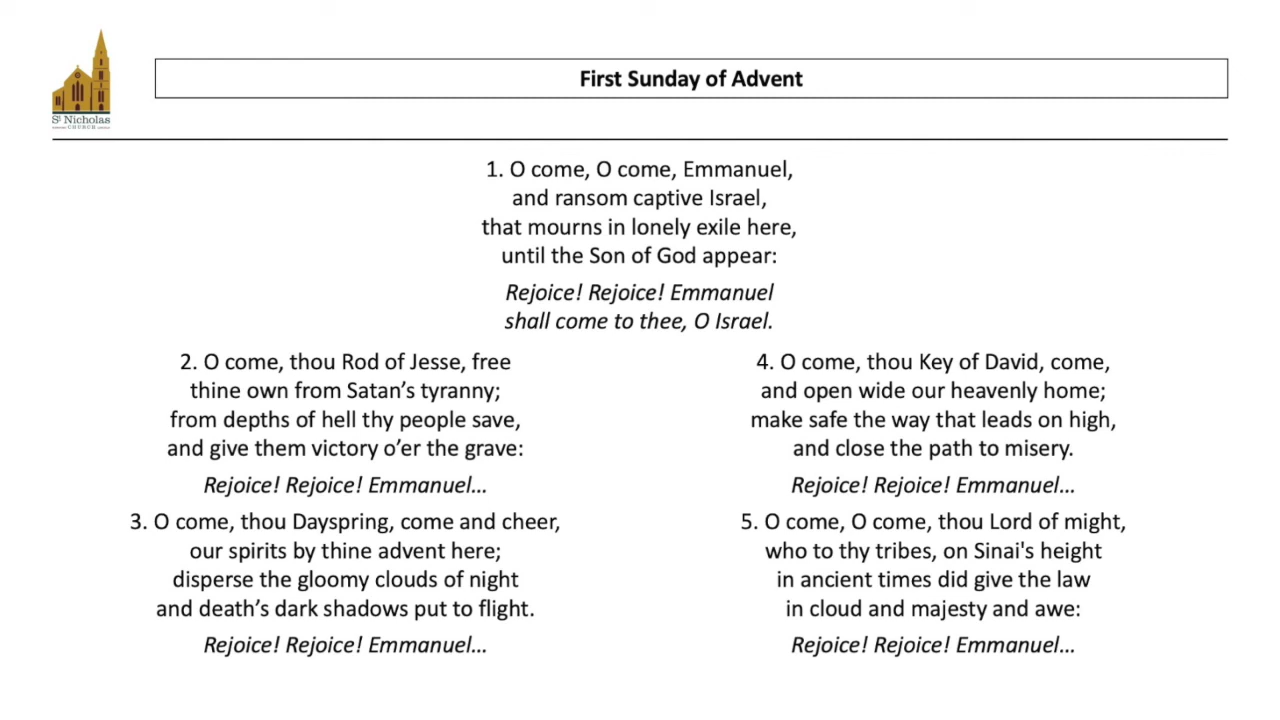 First Sunday of Advent
St Nicholas
CHURCH
1. O come, O come, Emmanuel,
and ransom captive Israel,
that mourns in lonely exile here,
until the Son of God appear:
Rejoice! Rejoice! Emmanuel
shall come to thee, O Israel.
2. O come, thou Rod of Jesse, free
thine own from Satan’s tyranny;
from depths of hell thy people save,
and give them victory o’er the grave:
Rejoice! Rejoice! Emmanuel…
3. O come, thou Dayspring, come and cheer,
our spirits by thine advent here;
disperse the gloomy clouds of night
and death’s dark shadows put to flight.
Rejoice! Rejoice! Emmanuel…
4. O come, thou Key of David, come,
and open wide our heavenly home;
make safe the way that leads on high,
and close the path to misery.
Rejoice! Rejoice! Emmanuel…
5. O come, O come, thou Lord of might,
who to thy tribes, on Sinai's height
in ancient times did give the law
in cloud and majesty and awe:
Rejoice! Rejoice! Emmanuel…